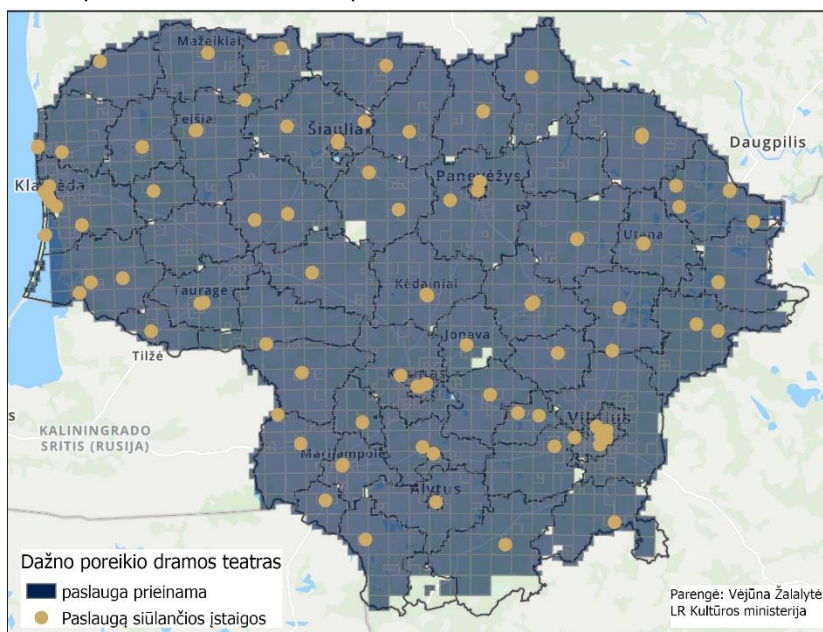 Mažeikiai
Telšiai
Šiauliai
Daugpilis
Klaipėda
Panevėžys
Utena
Tauragė
Kėdainiai
Jonava
Tilžė
Kaunas
Vilnius
KALININGRADO
SRITIS (RUSIJA)
Marijampolė
Alytus
Dažno poreikio dramos teatras
paslauga prieinama
Paslaugą siūlančios įstaigos
Parengė: Vėjūna Žalalytė
LR Kultūros ministerija